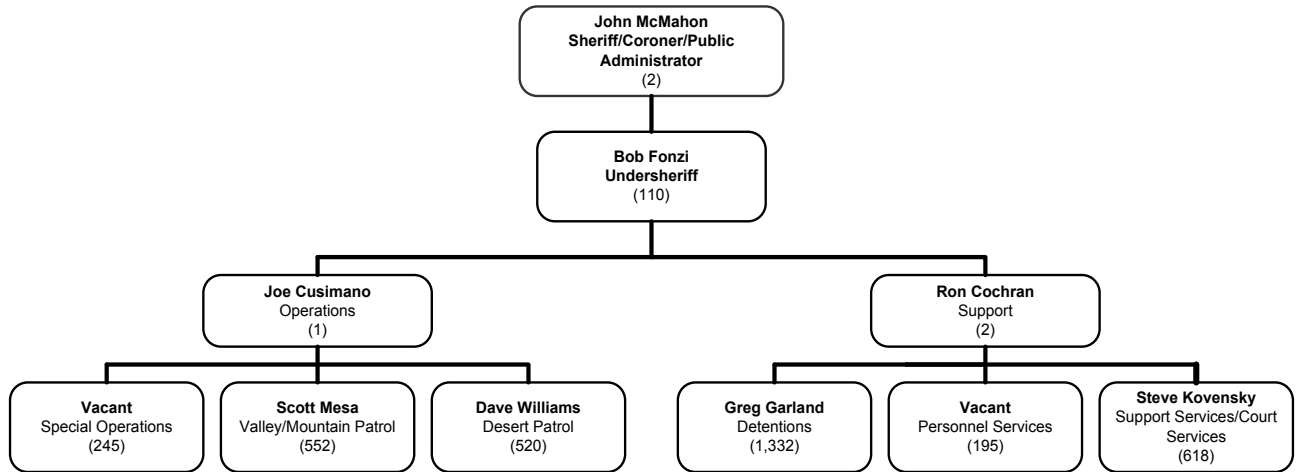 John McMahon
Sheriff/Coroner/Public
Administrator
(2)
Bob Fonzi
Undersheriff
(110)
Joe Cusimano
Operations
(1)
Ron Cochran
Support
(2)
Vacant
Special Operations
(245)
Scott Mesa
Valley/Mountain Patrol
(552)
Dave Williams
Desert Patrol
(520)
Greg Garland
Detentions
(1,332)
Vacant
Personnel Services
(195)
Steve Kovensky
Support Services/Court
Services
(618)